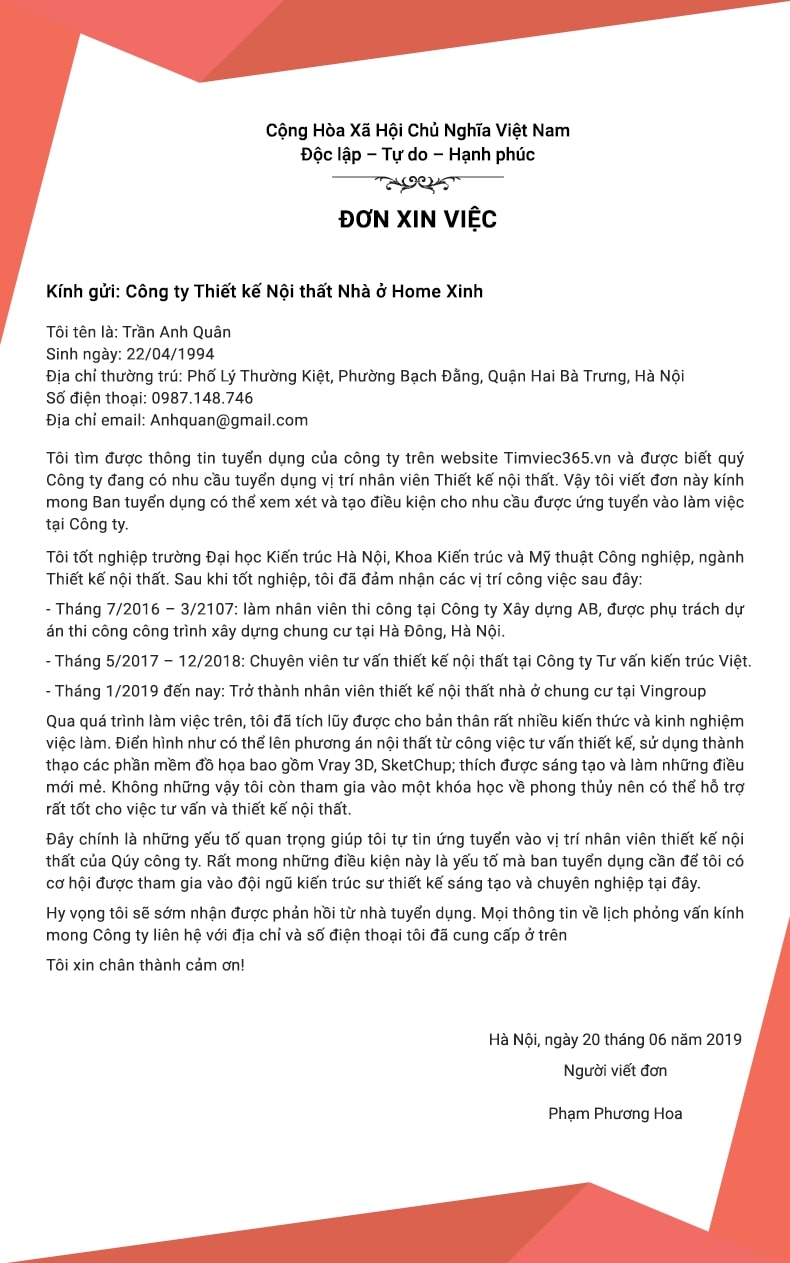 Cộng Hòa Xã Hội Chủ Nghĩa Việt Nam
Độc lập – Tự do – Hạnh phúc
ĐƠN XIN VIỆC
Kính gửi: Công ty Thiết kế Nội thất Nhà ở Home Xinh
Tôi tên là: Trần Anh Quân
Sinh ngày: 22/04/1994
Địa chỉ thường trú: Phố Lý Thường Kiệt, Phường Bạch Đằng, Quận Hai Bà Trưng, Hà Nội
Số điện thoại: 0987.148.746
Địa chỉ email: Anhquan@gmail.com
Tôi tìm được thông tin tuyển dụng của công ty trên website Timviec365.vn và được biết quý
Công ty đang có nhu cầu tuyển dụng vị trí nhân viên Thiết kế nội thất. Vậy tôi viết đơn này kính
mong Ban tuyển dụng có thể xem xét và tạo điều kiện cho nhu cầu được ứng tuyển vào làm việc
tại Công ty.
Tôi tốt nghiệp trường Đại học Kiến trúc Hà Nội, Khoa Kiến trúc và Mỹ thuật Công nghiệp, ngành
Thiết kế nội thất. Sau khi tốt nghiệp, tôi đã đảm nhận các vị trí công việc sau đây:
- Tháng 7/2016 – 3/2107: làm nhân viên thi công tại Công ty Xây dựng AB, được phụ trách dự
án thi công công trình xây dựng chung cư tại Hà Đông, Hà Nội.
- Tháng 5/2017 – 12/2018: Chuyên viên tư vấn thiết kế nội thất tại Công ty Tư vấn kiến trúc Việt.
- Tháng 1/2019 đến nay: Trở thành nhân viên thiết kế nội thất nhà ở chung cư tại Vingroup
Qua quá trình làm việc trên, tôi đã tích lũy được cho bản thân rất nhiều kiến thức và kinh nghiệm
việc làm. Điển hình như có thể lên phương án nội thất từ công việc tư vấn thiết kế, sử dụng thành
thạo các phần mềm đồ họa bao gồm Vray 3D, SketChup; thích được sáng tạo và làm những điều
mới mẻ. Không những vậy tôi còn tham gia vào một khóa học về phong thủy nên có thể hỗ trợ
rất tốt cho việc tư vấn và thiết kế nội thất.
Đây chính là những yếu tố quan trọng giúp tôi tự tin ứng tuyển vào vị trí nhân viên thiết kế nội
thất của Qúy công ty. Rất mong những điều kiện này là yếu tố mà ban tuyển dụng cần để tôi có
cơ hội được tham gia vào đội ngũ kiến trúc sư thiết kế sáng tạo và chuyên nghiệp tại đây.
Hy vọng tôi sẽ sớm nhận được phản hồi từ nhà tuyển dụng. Mọi thông tin về lịch phỏng vấn kính
mong Công ty liên hệ với địa chỉ và số điện thoại tôi đã cung cấp ở trên
Tôi xin chân thành cảm ơn!
Hà Nội, ngày 20 tháng 06 năm 2019
Người viết đơn
Phạm Phương Hoa